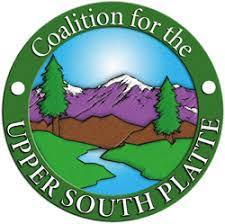 Coalition for the
UPPER SOUTH PLATTE